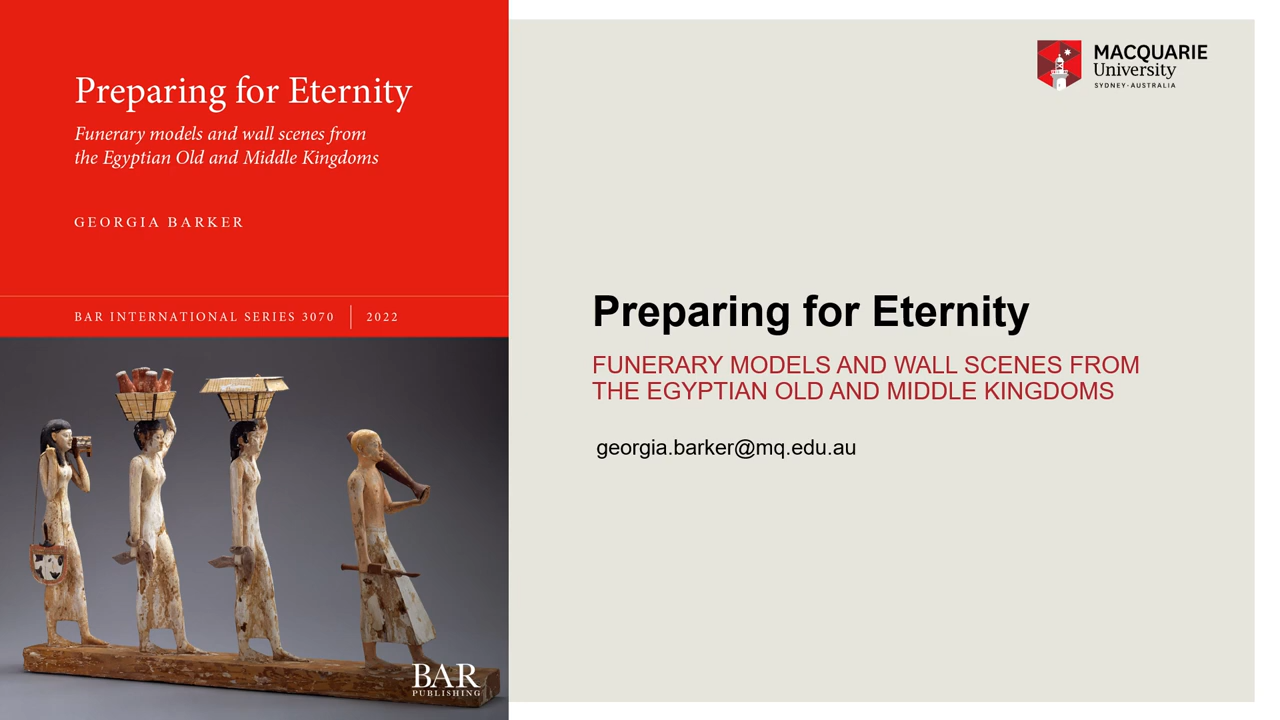 Preparing for Eternity
Funerary models and wall scenes from
the Egyptian Old and Middle Kingdoms
GEORGIA BARKER
BAR INTERNATIONAL SERIES 3070 | 2022
BAR
PUBLISHING
MACQUARIE
University
SYDNEY·AUSTRALIA
Preparing for Eternity
FUNERARY MODELS AND WALL SCENES FROM
THE EGYPTIAN OLD AND MIDDLE KINGDOMS
georgia.barker@mq.edu.au